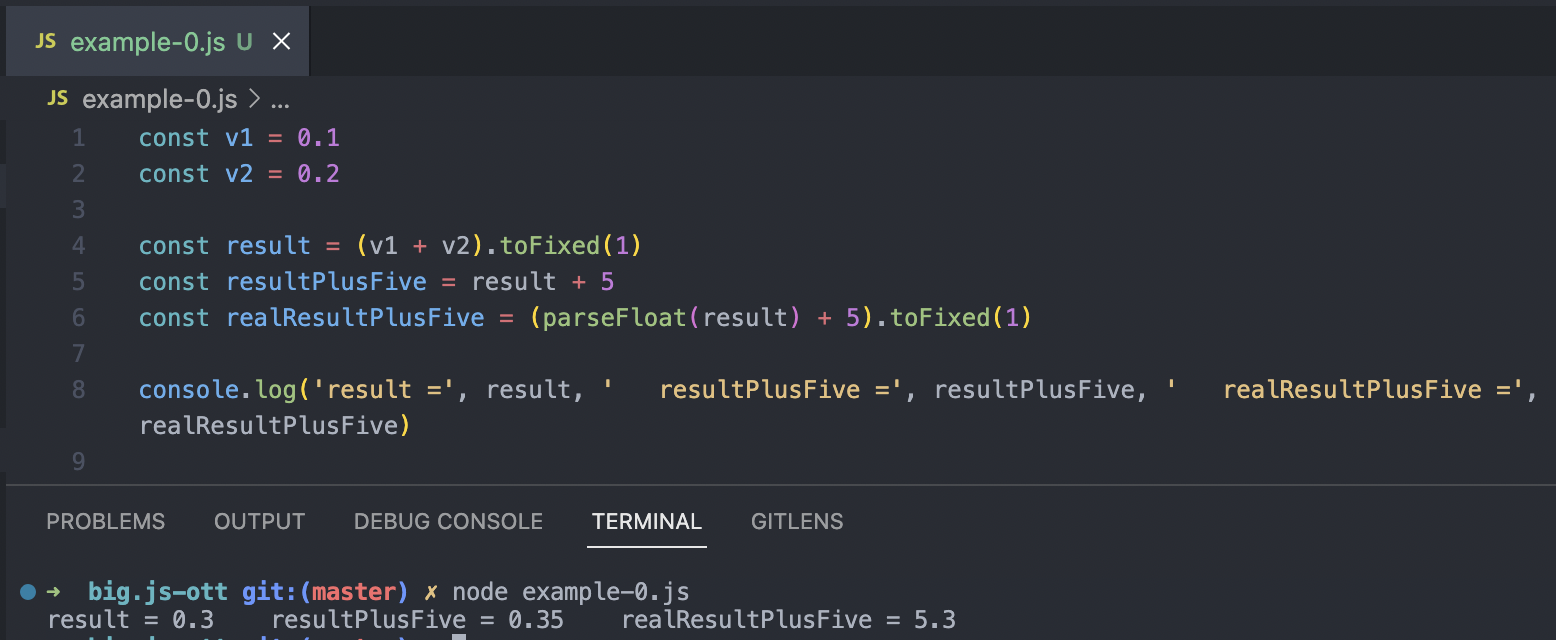 JS example-0.js U ×
JS example-0.js > ...
1 const v1 = 0.1
2 const v2 = 0.2
3
4 const result = (v1 + v2).toFixed(1)
5 const resultPlusFive = result + 5
6 const realResultPlusFive = (parseFloat(result) + 5).toFixed(1)
7
8 console.log('result =', result, '   resultPlusFive =', resultPlusFive, '   realResultPlusFive =',
realResultPlusFive)
9
PROBLEMS OUTPUT DEBUG CONSOLE TERMINAL GITLENS
➜  big.js-ott git:(master) ✗ node example-0.js
result = 0.3    resultPlusFive = 0.35    realResultPlusFive = 5.3